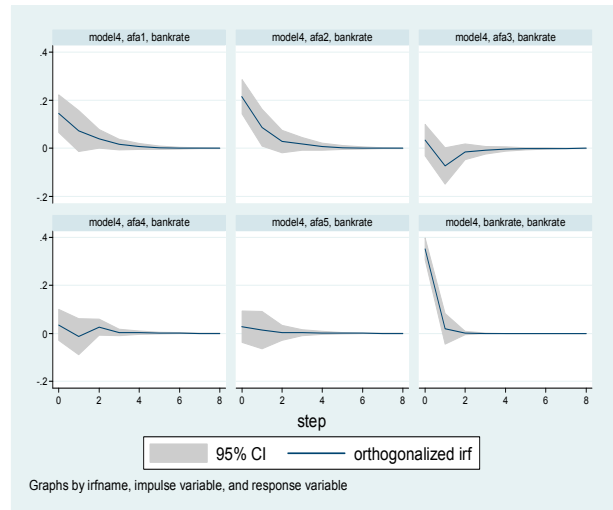 model4, afa1, bankrate
model4, afa2, bankrate
model4, afa3, bankrate
.4
.2
0
-.2
model4, afa4, bankrate
model4, afa5, bankrate
model4, bankrate, bankrate
.4
.2
0
-.2
0 2 4 6 8
0 2 4 6 8
0 2 4 6 8
step
95% CI
orthogonalized irf
Graphs by irfname, impulse variable, and response variable